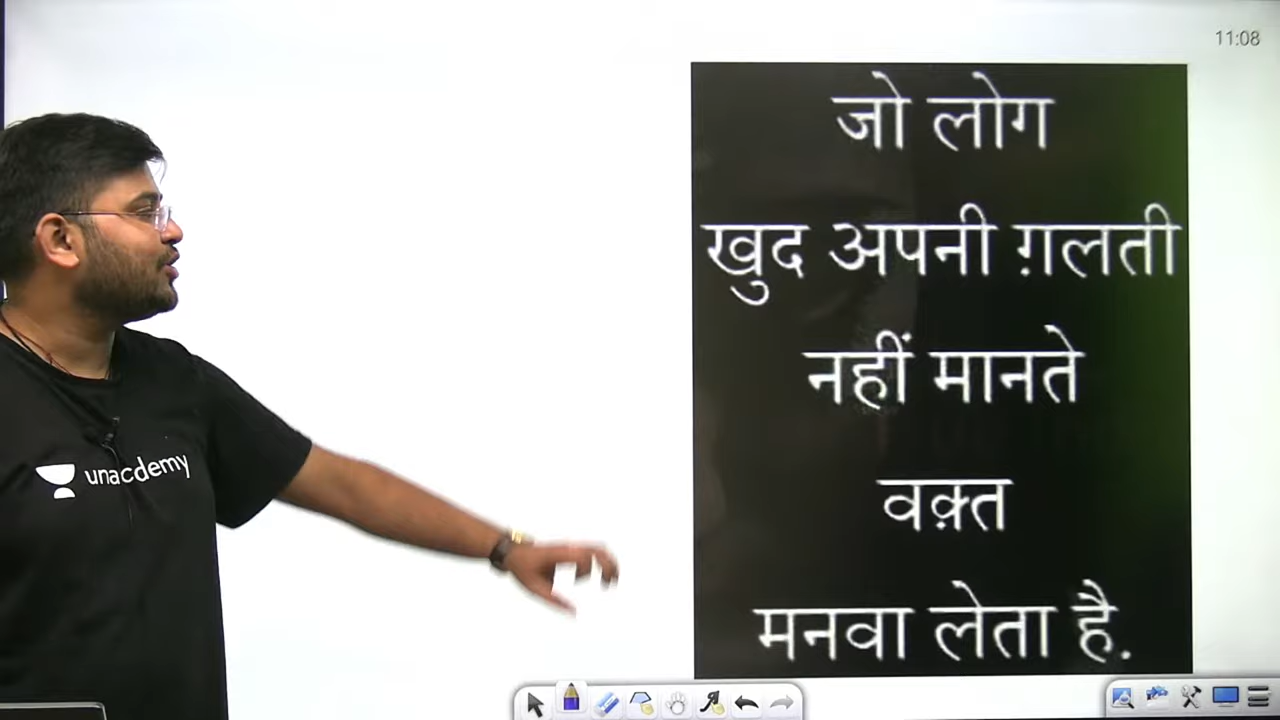 11:08
जो लोग
खुद अपनी ग़लती
नहीं मानते
वक़्त
मनवा लेता है.
unacdemy